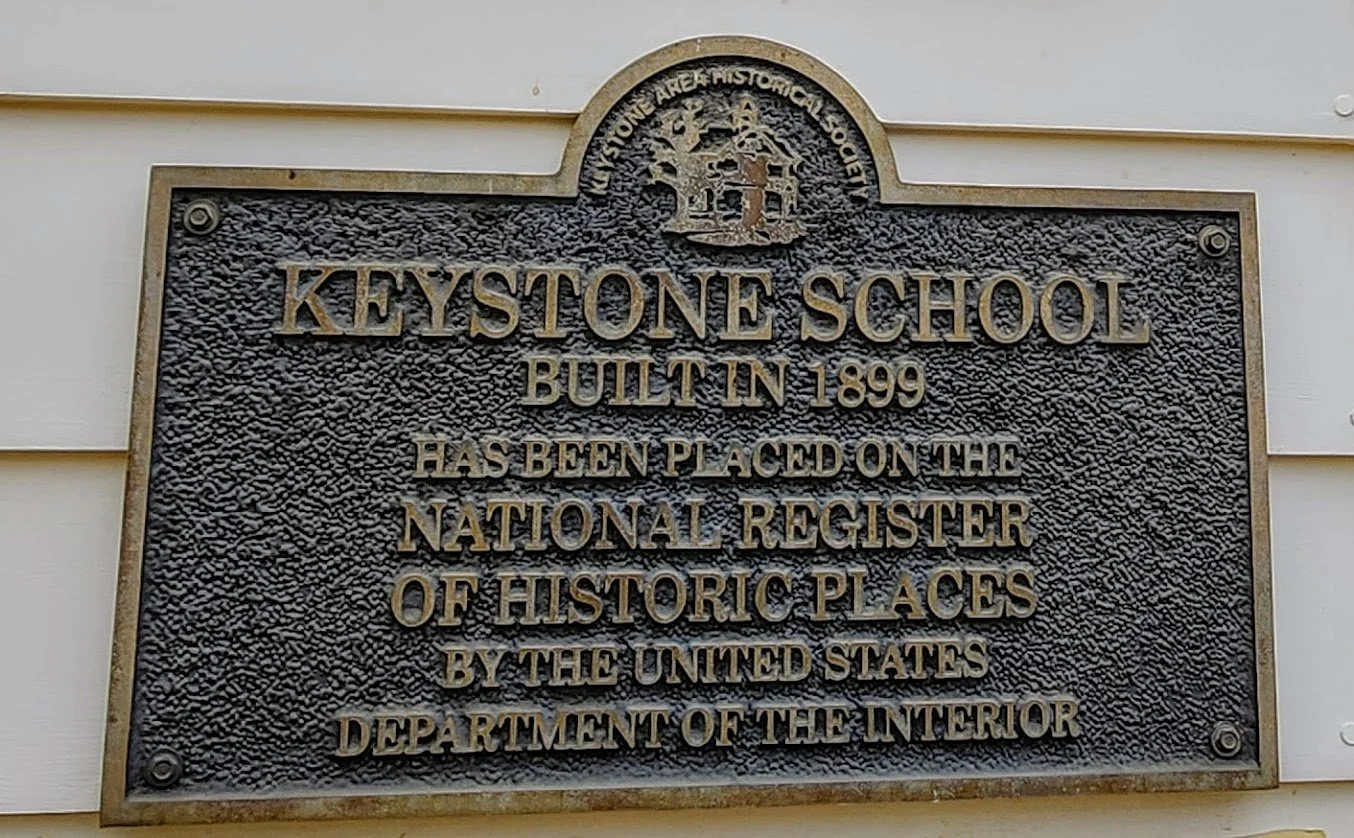 KEYSTONE AREA HISTORICAL SOCIETY
KEYSTONE SCHOOL
BUILT IN 1899
HAS BEEN PLACED ON THE
NATIONAL REGISTER
OF HISTORIC PLACES
BY THE UNITED STATES
DEPARTMENT OF THE INTERIOR